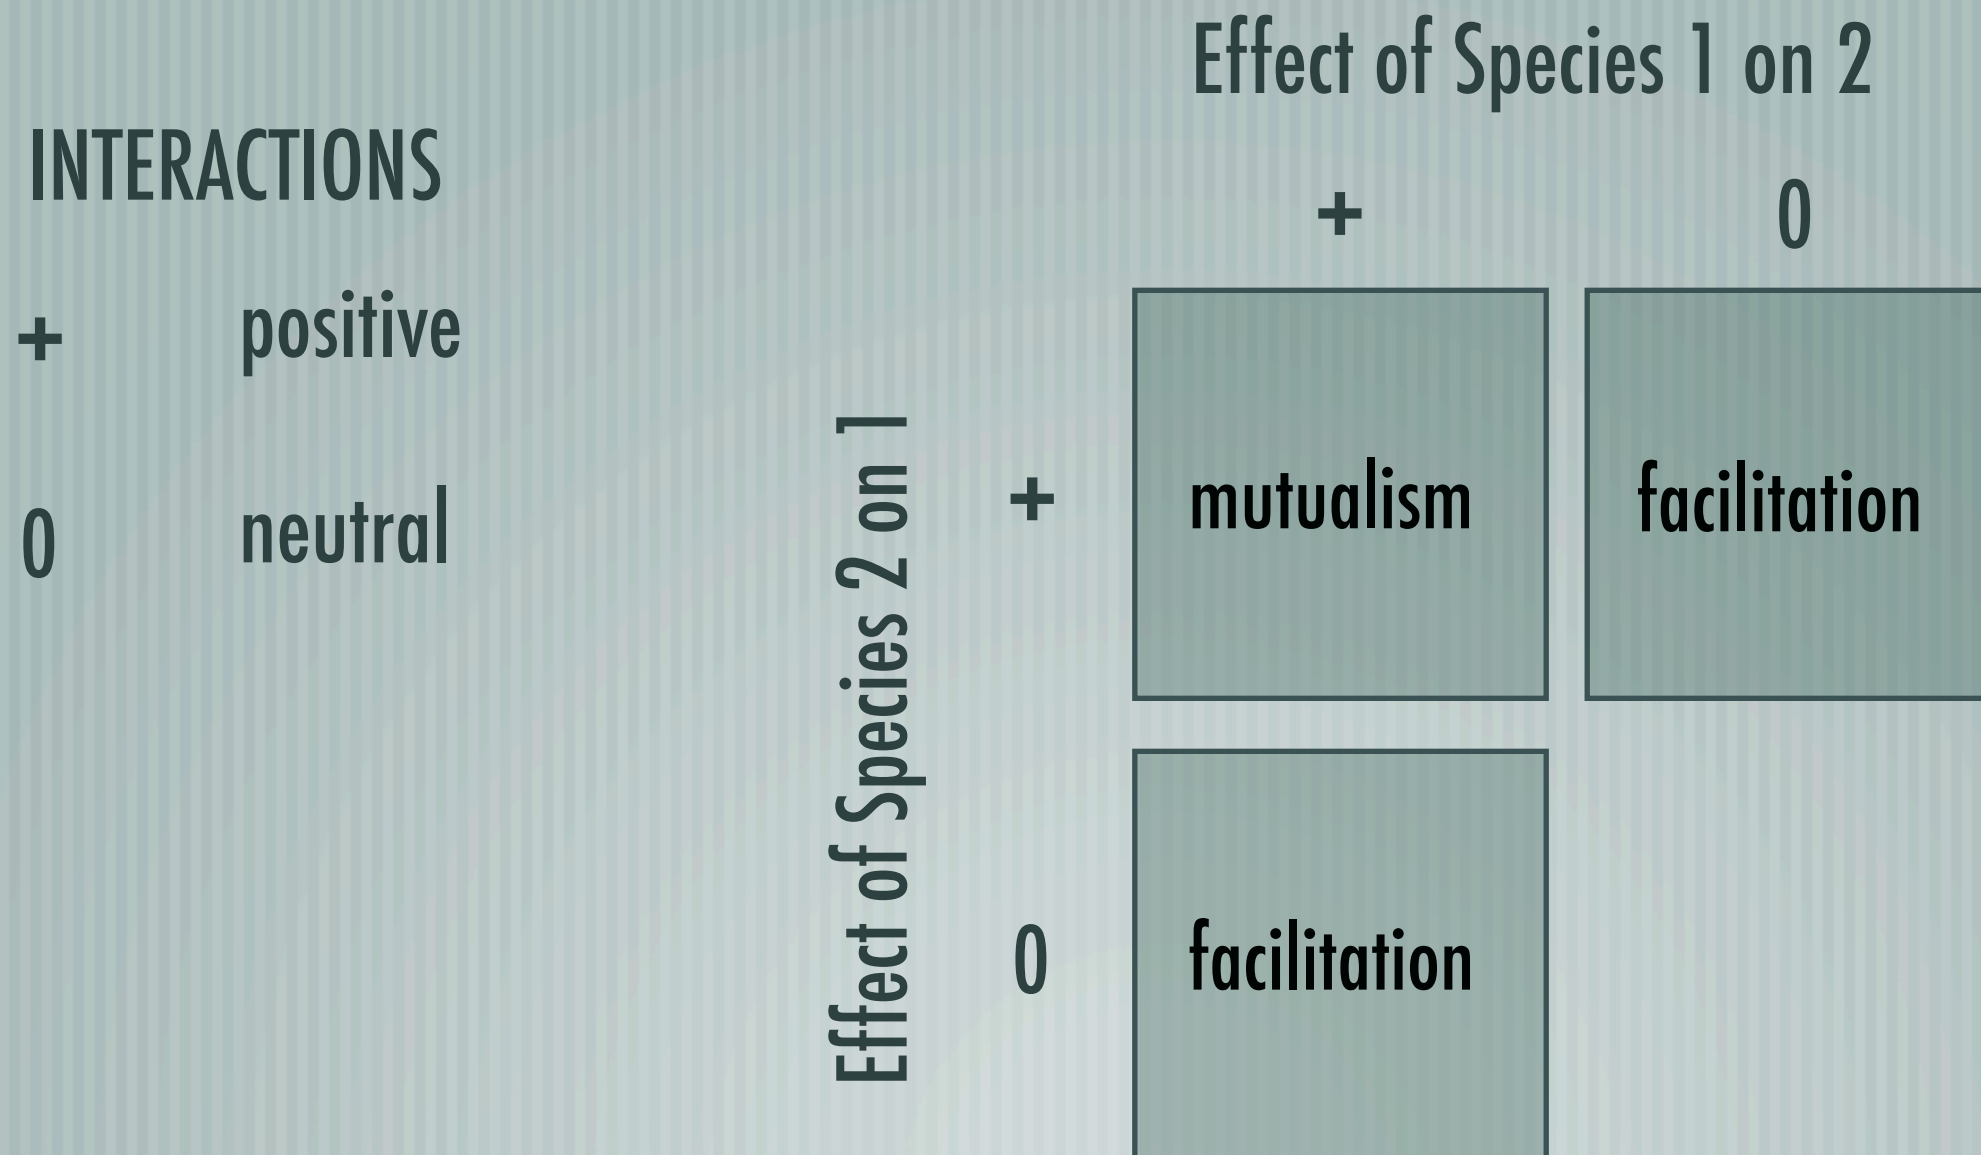 Effect of Species 1 on 2
INTERACTIONS
+ 0
+ positive
0 neutral
Effect of Species 2 on 1
+ mutualism facilitation
0 facilitation